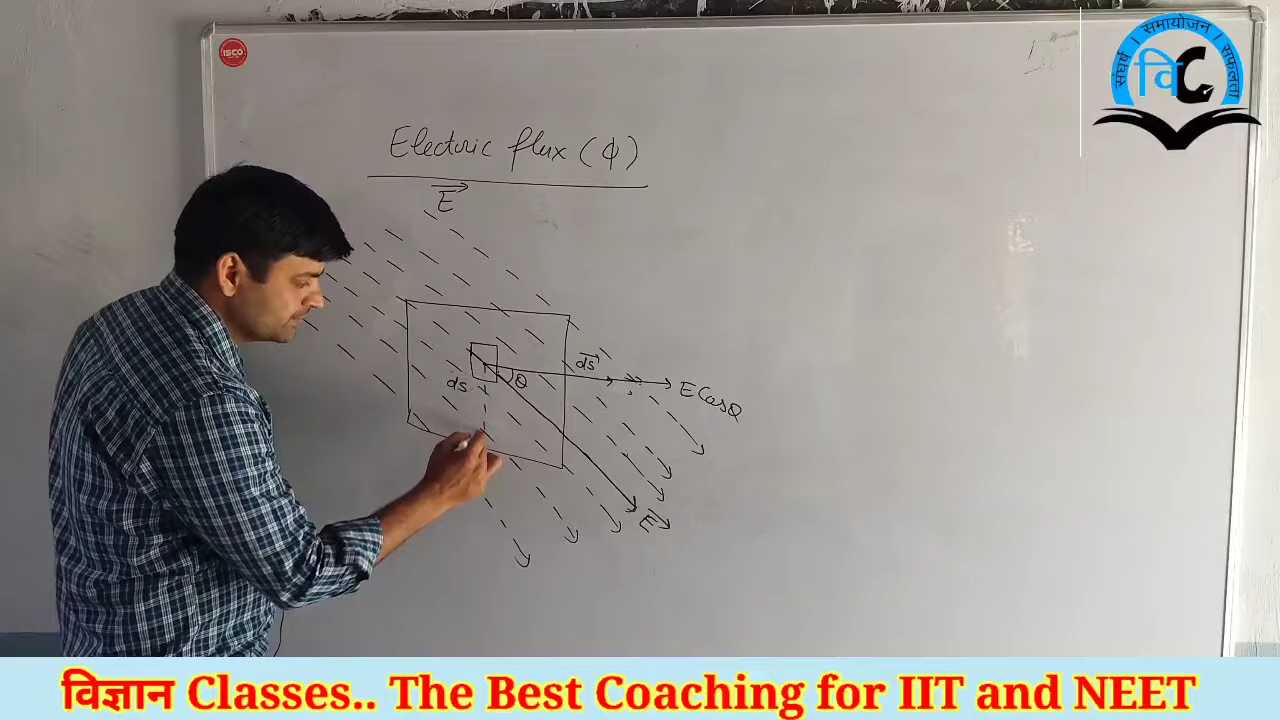 ISCO
संघर्ष । समायोजन । सफलता
वि C
Electric flux (ϕ)
E⃗
ds⃗
ds
θ
E Cosθ
E⃗
विज्ञान Classes.. The Best Coaching for IIT and NEET